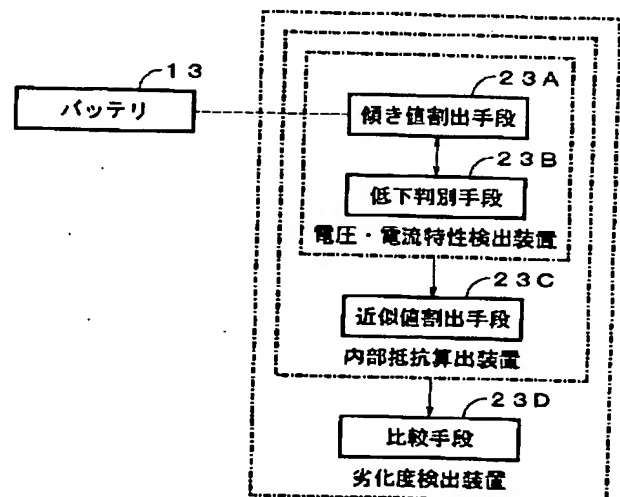 13
バッテリ
23A
傾き値割出手段
23B
低下判別手段
電圧・電流特性検出装置
23C
近似値割出手段
内部抵抗算出装置
23D
比較手段
劣化度検出装置